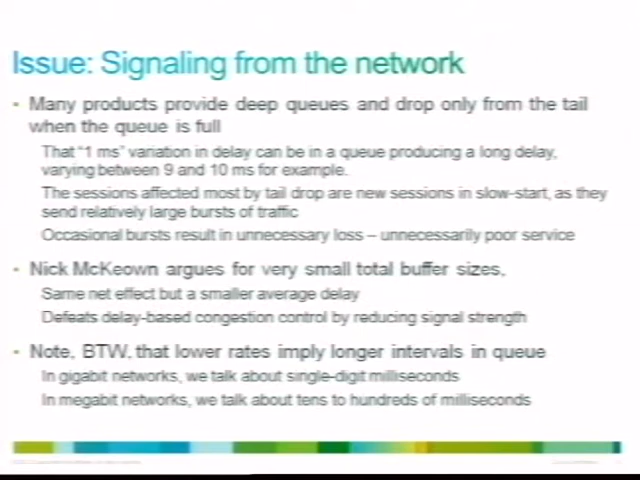 Issue: Signaling from the network
• Many products provide deep queues and drop only from the tail
when the queue is full
That “1 ms” variation in delay can be in a queue producing a long delay,
varying between 9 and 10 ms for example.
The sessions affected most by tail drop are new sessions in slow-start, as they
send relatively large bursts of traffic
Occasional bursts result in unnecessary loss – unnecessarily poor service
• Nick McKeown argues for very small total buffer sizes,
Same net effect but a smaller average delay
Defeats delay-based congestion control by reducing signal strength
• Note, BTW, that lower rates imply longer intervals in queue
In gigabit networks, we talk about single-digit milliseconds
In megabit networks, we talk about tens to hundreds of milliseconds